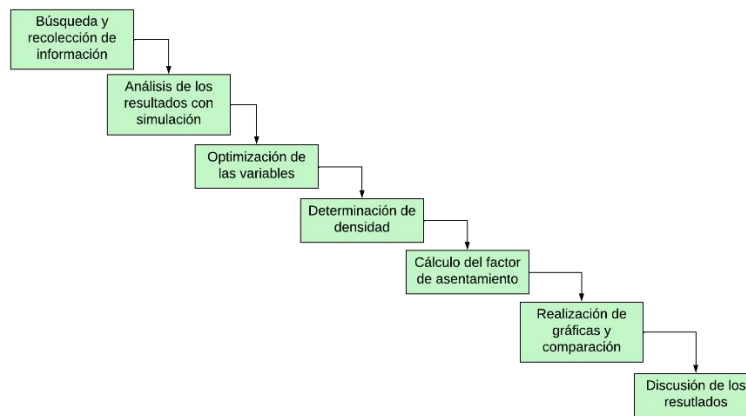 Búsqueda y
recolección de
información
Análisis de los
resultados con
simulación
Optimización de
las variables
Determinación de
densidad
Cálculo del factor
de asentamiento
Realización de
gráficas y
comparación
Discusión de los
resutlados